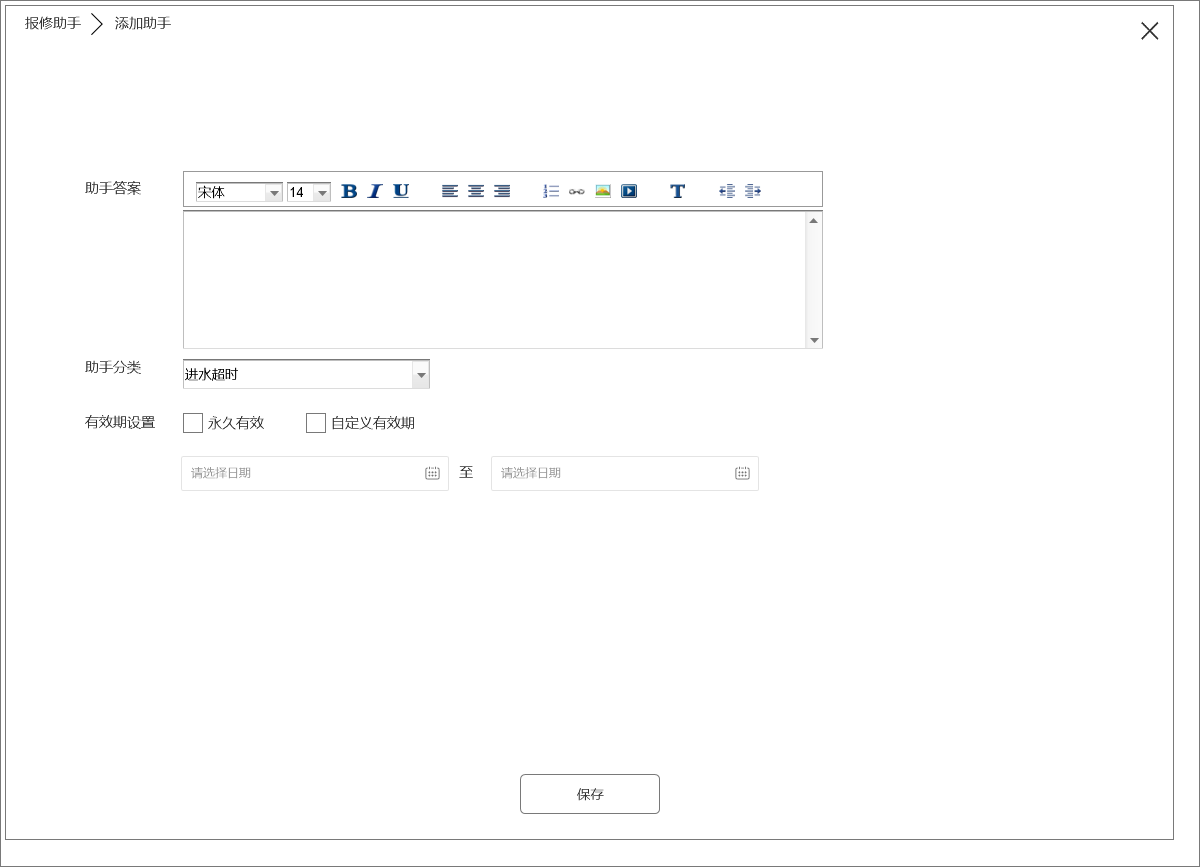 报修助手 添加助手
助手答案 宋体 14 B I U T
助手分类 进水超时
有效期设置 永久有效 自定义有效期
请选择日期 至 请选择日期
保存